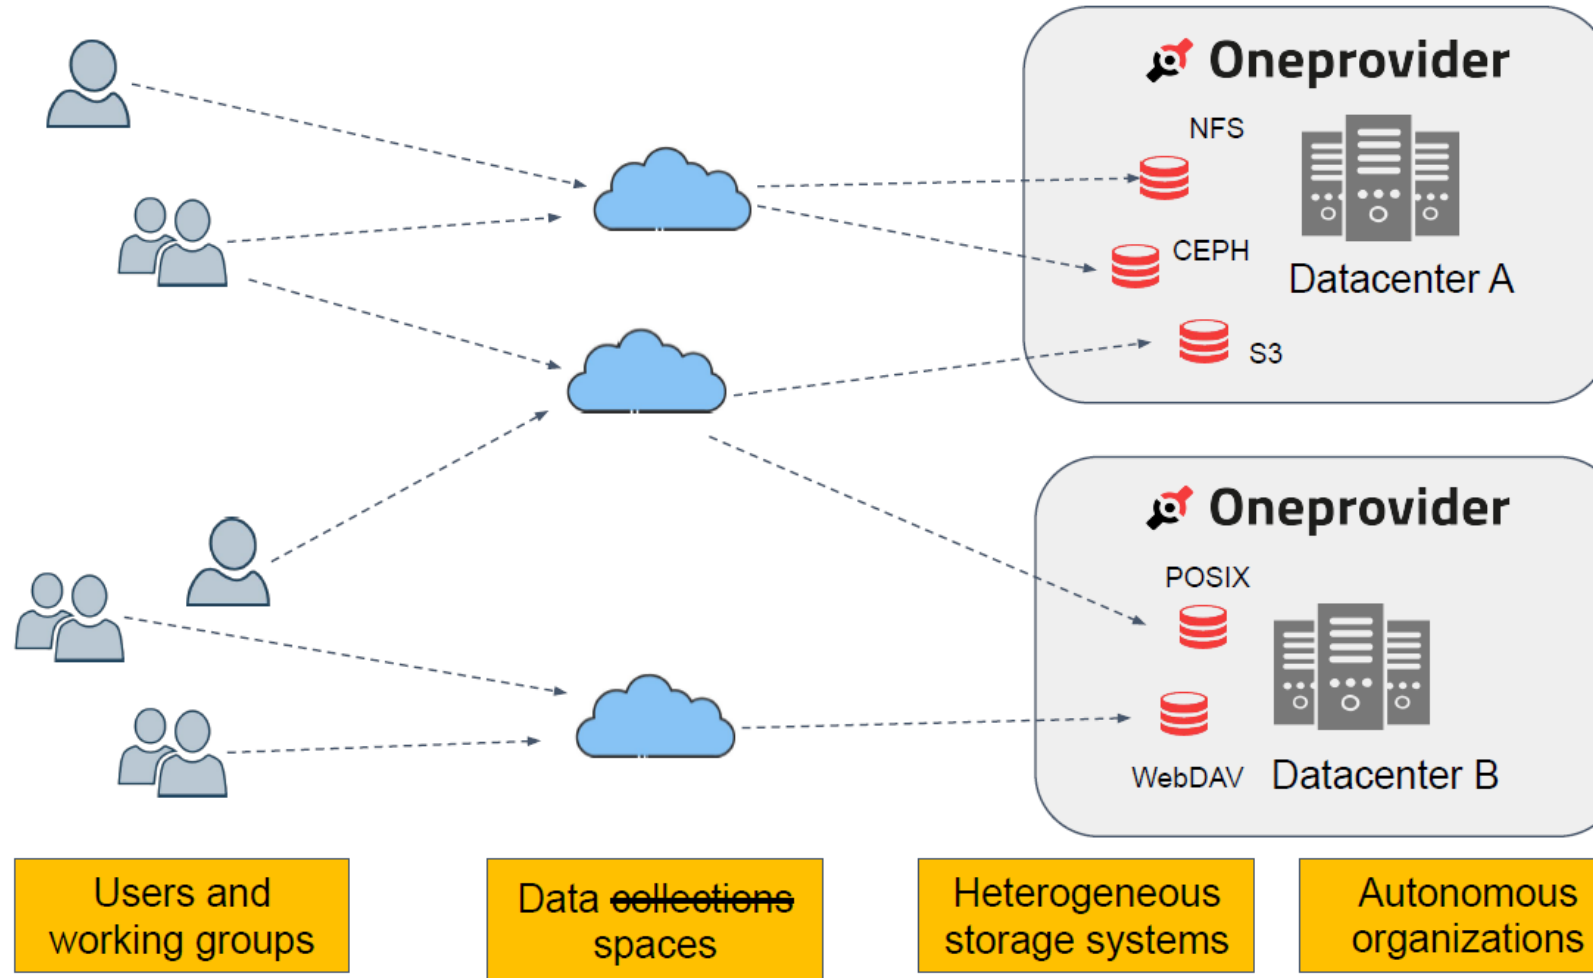 Oneprovider
NFS
CEPH
Datacenter A
S3
Oneprovider
POSIX
WebDAV
Datacenter B
Users and
working groups
Data collections
spaces
Heterogeneous
storage systems
Autonomous
organizations